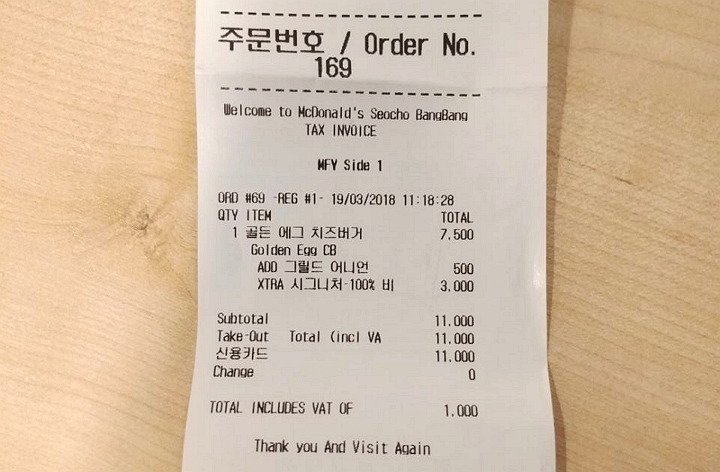 주문번호 / Order No.
169
Welcome to McDonald's Seocho BangBang
TAX INVOICE
MFY Side 1
ORD #69 -REG #1- 19/03/2018 11:18:28
QTY ITEM TOTAL
1 골든 에그 치즈버거 7,500
Golden Egg CB
ADD 그릴드 어니언 500
XTRA 시그니처-100% 비 3,000
Subtotal 11,000
Take-Out Total (incl VA 11,000
신용카드 11,000
Change 0
TOTAL INCLUDES VAT OF 1,000
Thank you And Visit Again